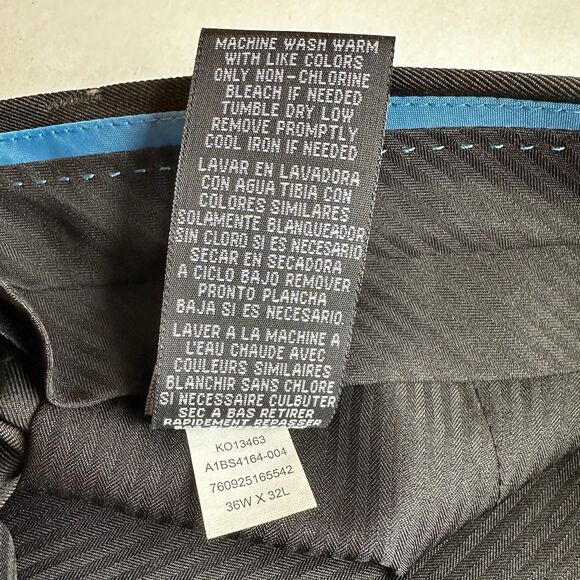 MACHINE WASH WARM
WITH LIKE COLORS
ONLY NON-CHLORINE
BLEACH IF NEEDED
TUMBLE DRY LOW
REMOVE PROMPTLY
COOL IRON IF NEEDED
LAVAR EN LAVADORA
CON AGUA TIBIA CON
COLORES SIMILARES
SOLAMENTE BLANQUEADOR
SIN CLORO SI ES NECESARIO
SECAR EN SECADORA
A CICLO BAJO REMOVER
PRONTO PLANCHA
BAJA SI ES NECESARIO.
LAVER A LA MACHINE A
L'EAU CHAUDE AVEC
COULEURS SIMILAIRES
BLANCHIR SANS CHLORE
SI NECESSAIRE CULBUTER
SEC A BAS RETIRER
RAPIDEMENT REPASSER
KO13463
A1BS4164-004
760925165542
36W X 32L